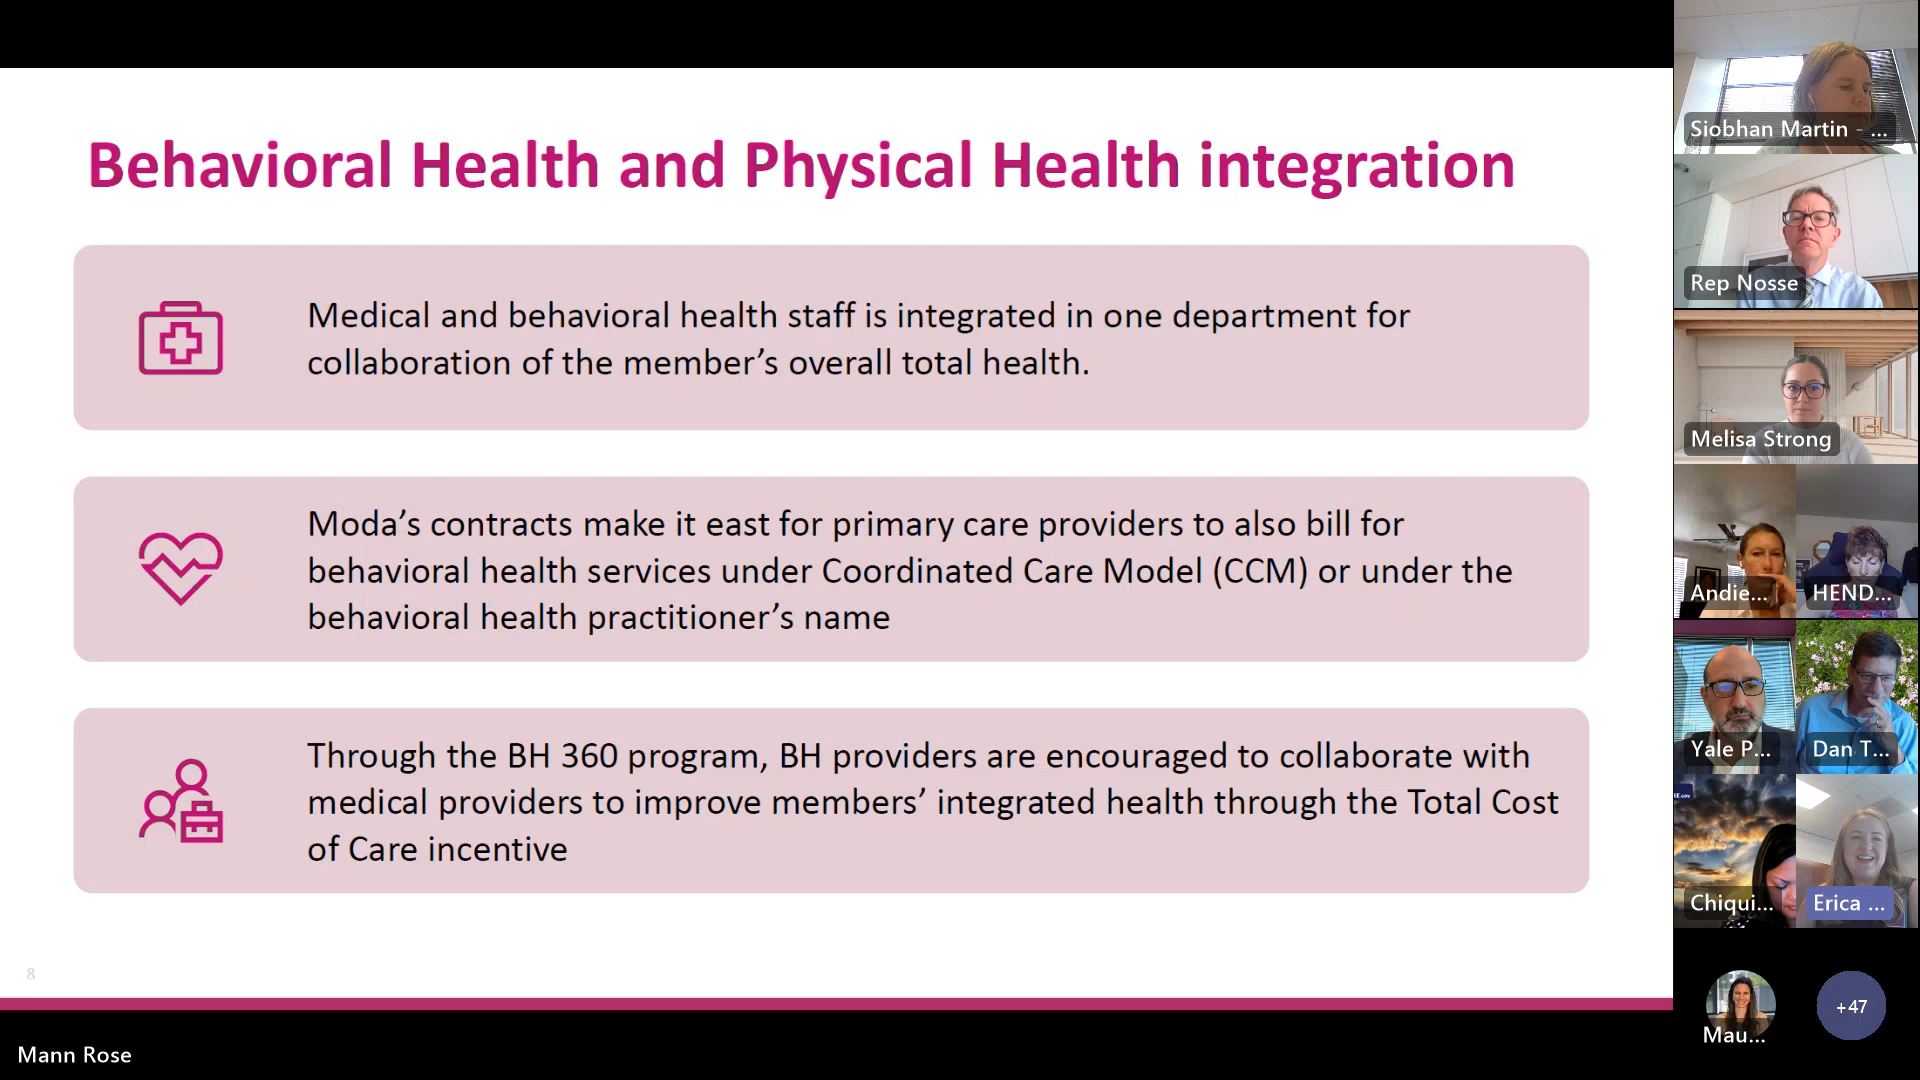 Behavioral Health and Physical Health integration
Medical and behavioral health staff is integrated in one department for
collaboration of the member’s overall total health.
Moda’s contracts make it east for primary care providers to also bill for
behavioral health services under Coordinated Care Model (CCM) or under the
behavioral health practitioner’s name
Through the BH 360 program, BH providers are encouraged to collaborate with
medical providers to improve members’ integrated health through the Total Cost
of Care incentive
8
Mann Rose
Siobhan Martin - ...
Rep Nosse
Melisa Strong
Andie...
HEND...
Yale P...
Dan T...
Chiqui...
Erica ...
Mau...
+47